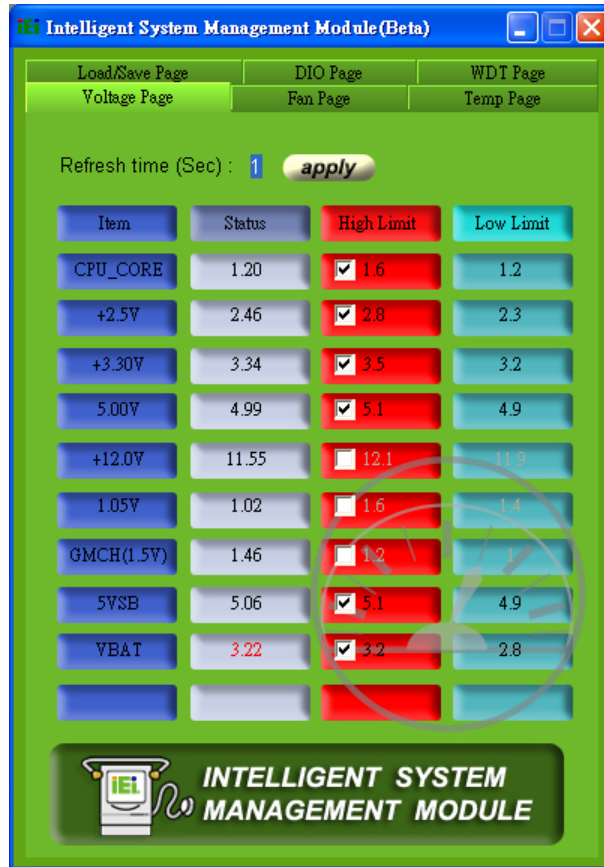 iEi Intelligent System Management Module(Beta)
Load/Save Page DIO Page WDT Page
Voltage Page Fan Page Temp Page
Refresh time (Sec) : 1 apply
Item Status High Limit Low Limit
CPU_CORE 1.20 1.6 1.2
+2.5V 2.46 2.8 2.3
+3.30V 3.34 3.5 3.2
5.00V 4.99 5.1 4.9
+12.0V 11.55 12.1 11.9
1.05V 1.02 1.6 1.4
GMCH(1.5V) 1.46 1.2 1
5VSB 5.06 5.1 4.9
VBAT 3.22 3.2 2.8
iEi
INTELLIGENT SYSTEM
MANAGEMENT MODULE